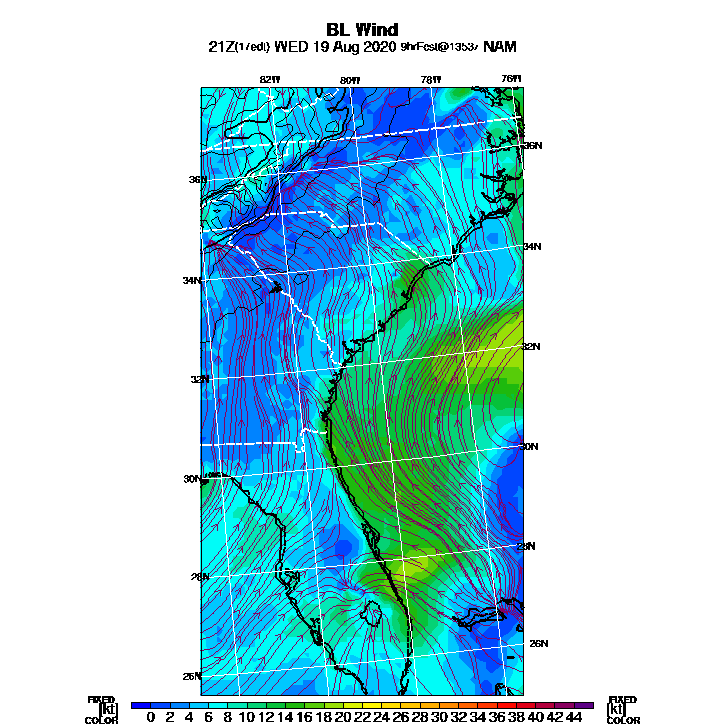 BL Wind
21Z(17edt) WED 19 Aug 2020 9hrFcst@1353z NAM
82W 80W 78W 76W
36N
36N
34N
34N
32N
32N
30N
30N
28N
28N
26N
26N
FIXED FIXED
[kt] 0 2 4 6 8 10 12 14 16 18 20 22 24 26 28 30 32 34 36 38 40 42 44 [kt]
COLOR COLOR